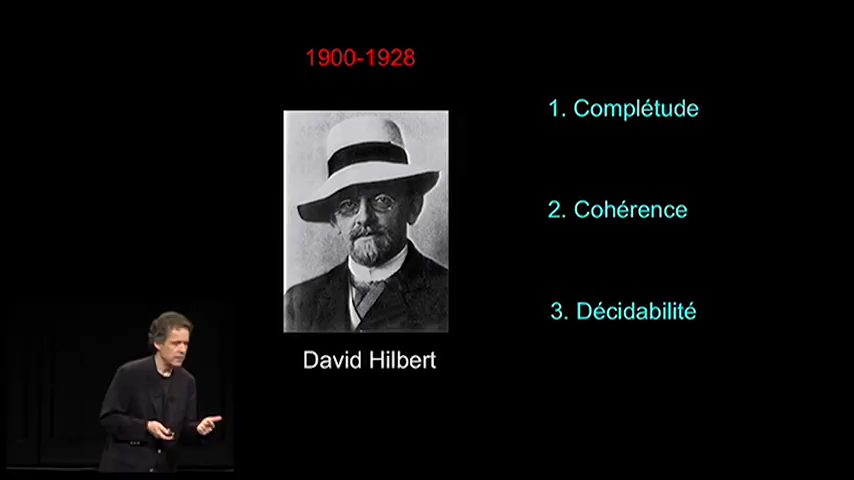 1900-1928
1. Complétude
2. Cohérence
3. Décidabilité
David Hilbert